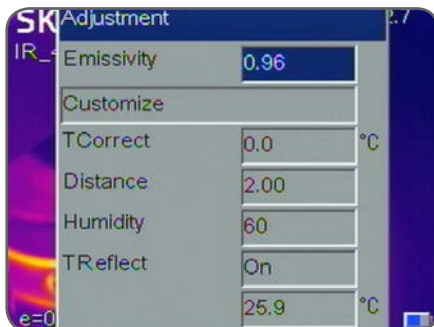 SK
2.7
Adjustment
IR_4
Emissivity 0.96
Customize
TCorrect 0.0 °C
Distance 2.00
Humidity 60
TReflect On
25.9 °C
e=0